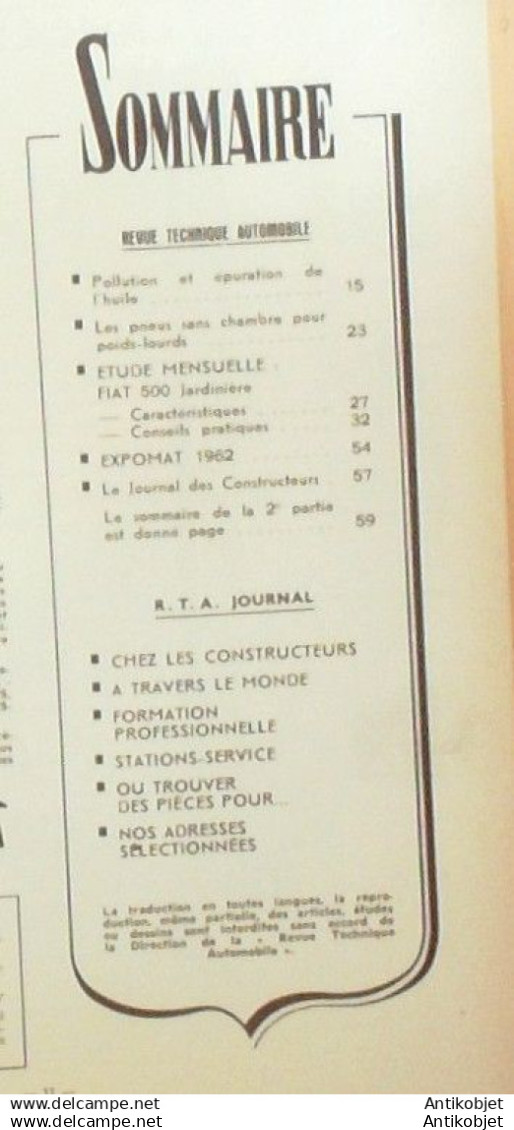 SOMMAIRE
REVUE TECHNIQUE AUTOMOBILE
■ Pollution et épuration de
l'huile 15
■ Les pneus sans chambre pour
poids-lourds 23
■ ETUDE MENSUELLE :
FIAT 500 Jardinière
— Caractéristiques 27
— Conseils pratiques 32
■ EXPOMAT 1962 54
■ Le Journal des Constructeurs 57
Le sommaire de la 2e partie
est donné page 59
R. T. A. JOURNAL
■ CHEZ LES CONSTRUCTEURS
■ A TRAVERS LE MONDE
■ FORMATION
PROFESSIONNELLE
■ STATIONS-SERVICE
■ OU TROUVER
DES PIÈCES POUR...
■ NOS ADRESSES
SÉLECTIONNÉES
La traduction en toutes langues, la repro-
duction, même partielle, des articles, études
ou dessins sont interdites sans accord de
la Direction de la « Revue Technique
Automobile ».
— 11 —
www.delcampe.net Antikobjet
www.delcampe.net Antikobjet